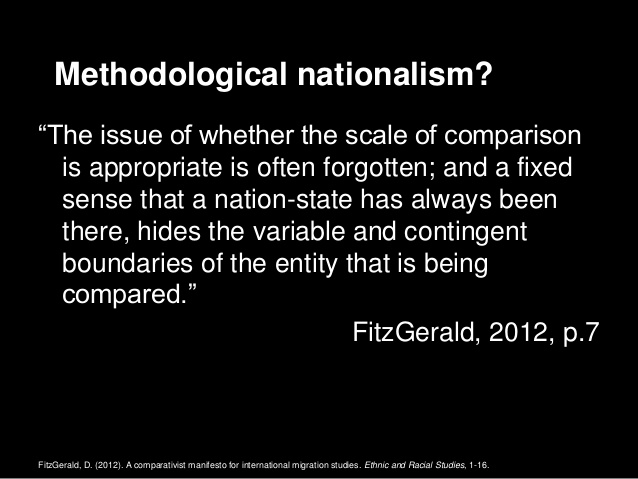 Methodological nationalism?
“The issue of whether the scale of comparison
is appropriate is often forgotten; and a fixed
sense that a nation-state has always been
there, hides the variable and contingent
boundaries of the entity that is being
compared.”
FitzGerald, 2012, p.7
FitzGerald, D. (2012). A comparativist manifesto for international migration studies. Ethnic and Racial Studies, 1-16.